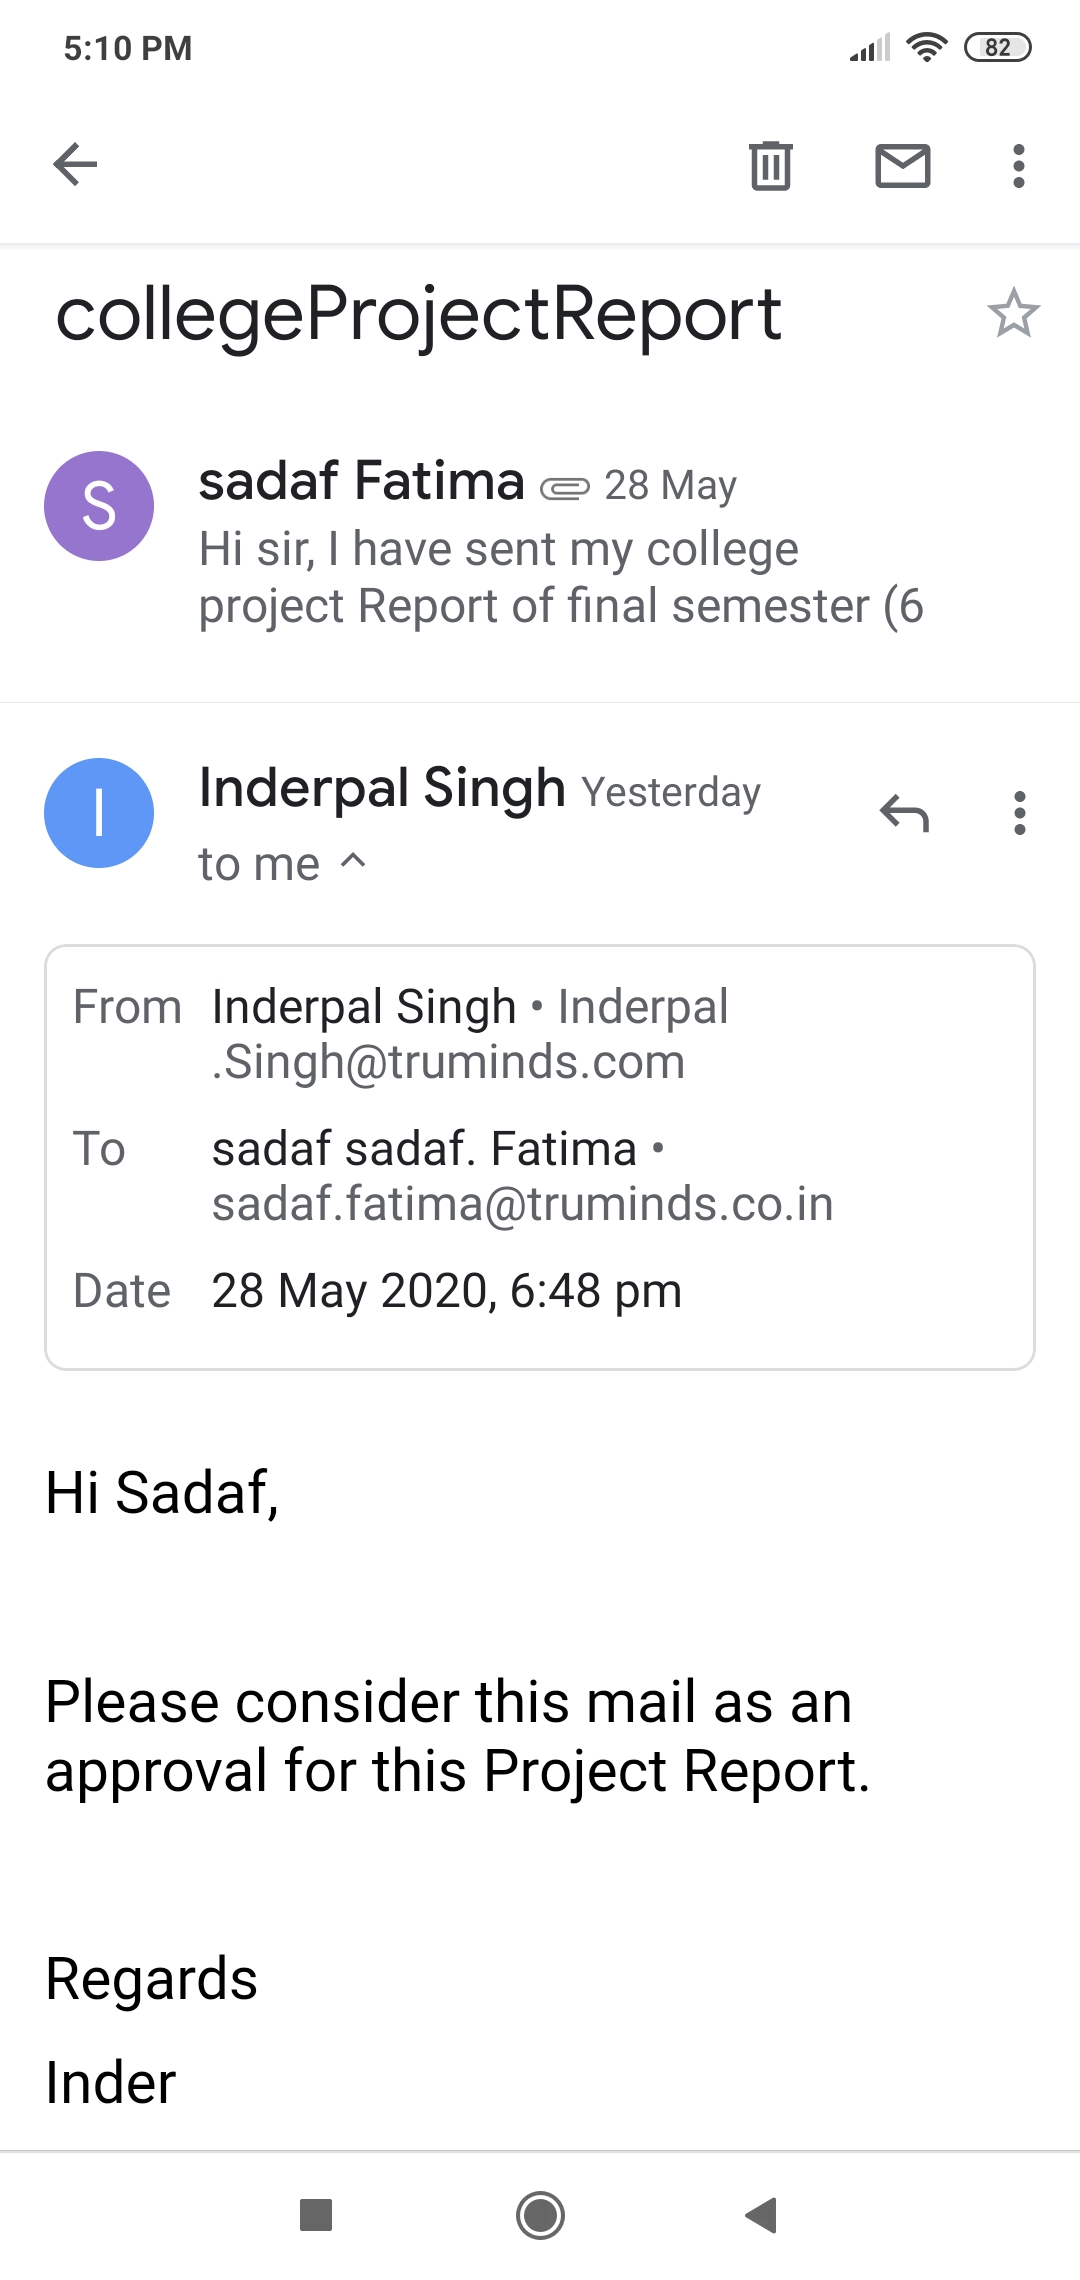 5:10 PM
82
collegeProjectReport
S
sadaf Fatima 28 May
Hi sir, I have sent my college
project Report of final semester (6
I
Inderpal Singh Yesterday
to me
From Inderpal Singh • Inderpal
.Singh@truminds.com
To sadaf sadaf. Fatima •
sadaf.fatima@truminds.co.in
Date 28 May 2020, 6:48 pm
Hi Sadaf,
Please consider this mail as an
approval for this Project Report.
Regards
Inder